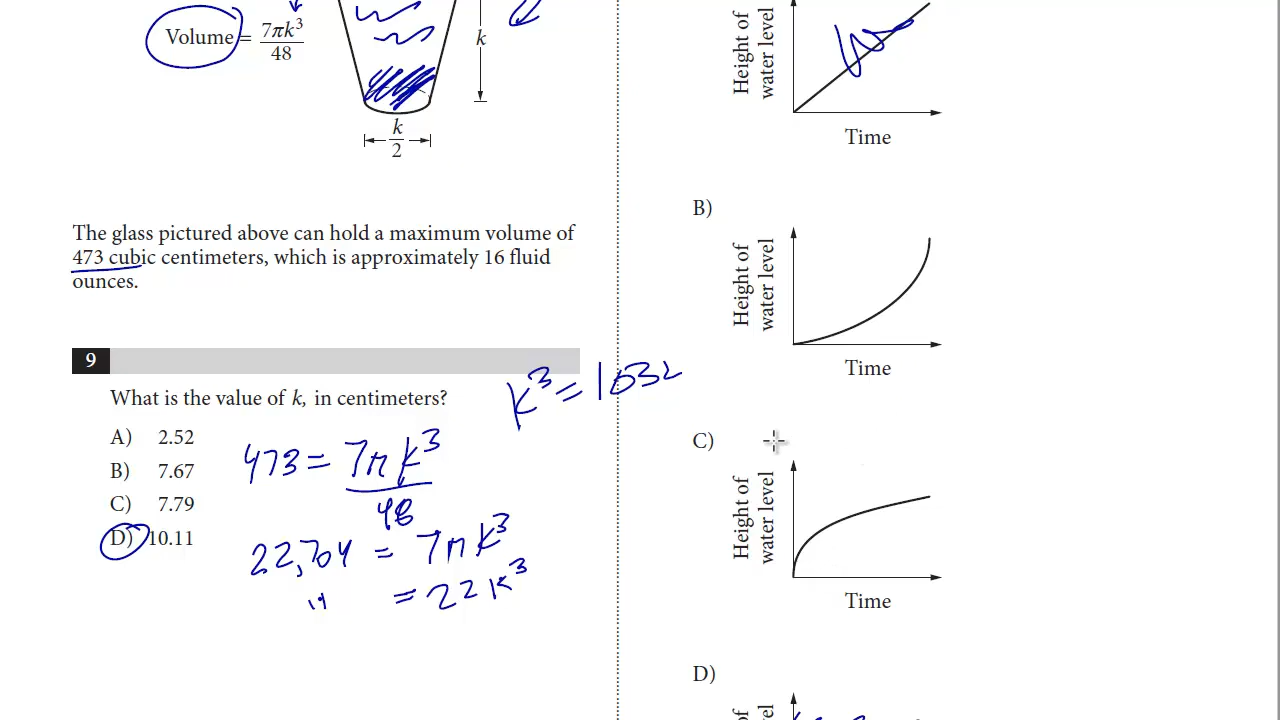 Volume = 7πk³/48
k
k/2
The glass pictured above can hold a maximum volume of
473 cubic centimeters, which is approximately 16 fluid
ounces.
9
What is the value of k, in centimeters?
A) 2.52
B) 7.67
C) 7.79
D) 10.11
473 = 7πk³/48
22,704 = 7πk³
" = 22k³
k³ = 1032
Height of
water level
Time
B)
Height of
water level
Time
C)
Height of
water level
Time
D)